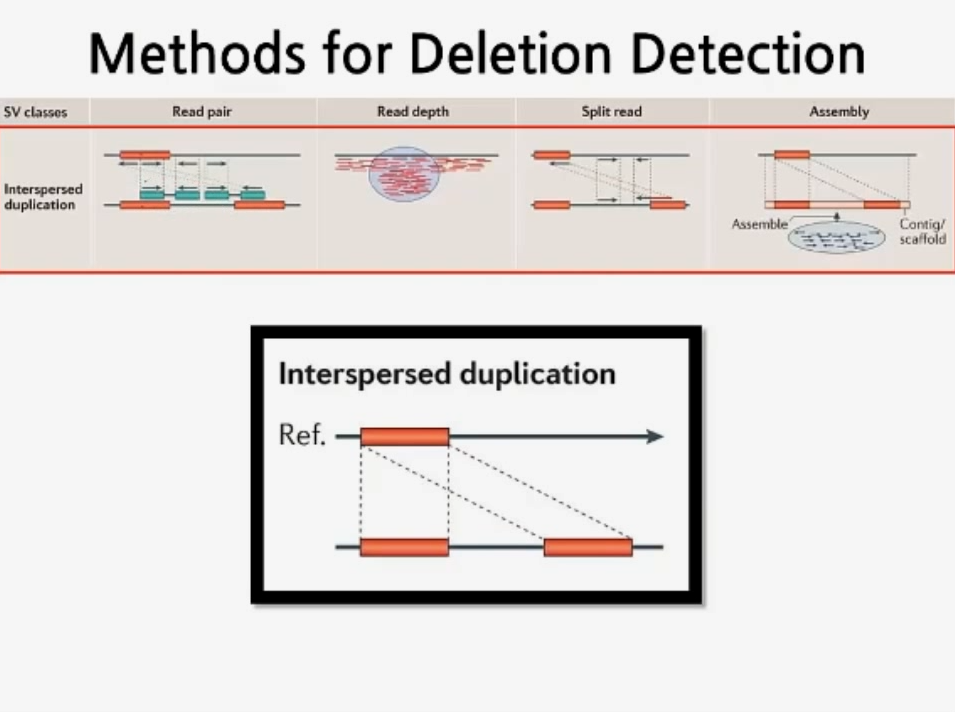 Methods for Deletion Detection
SV classes
Read pair
Read depth
Split read
Assembly
Interspersed
duplication
Assemble
Contig/
scaffold
Interspersed duplication
Ref.